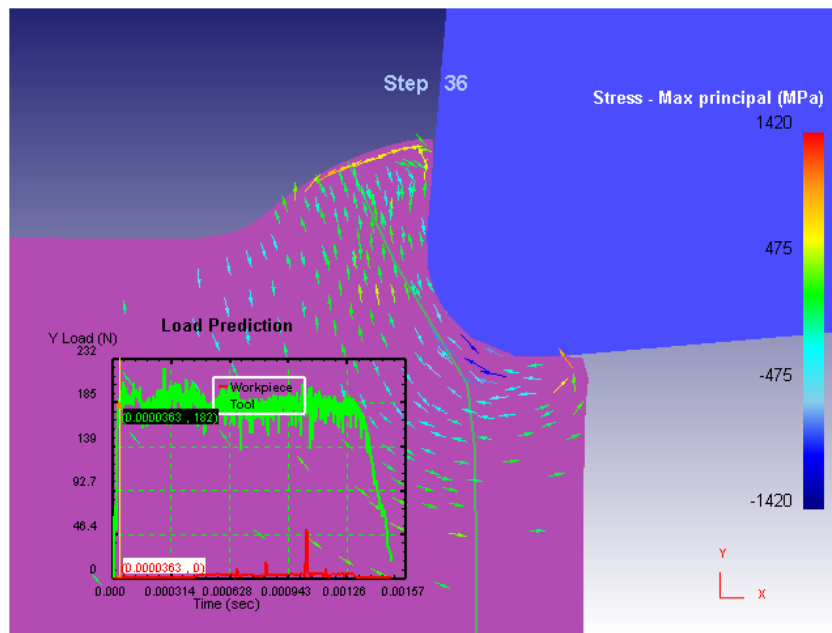 Step 36
Stress - Max principal (MPa)
1420
475
-475
-1420
Load Prediction
Y Load (N)
232
185
139
92.7
46.4
0
Workpiece
Tool
(0.0000363 , 182)
(0.0000363 , 0)
0.000 0.000314 0.000628 0.000943 0.00126 0.00157
Time (sec)
Y
X